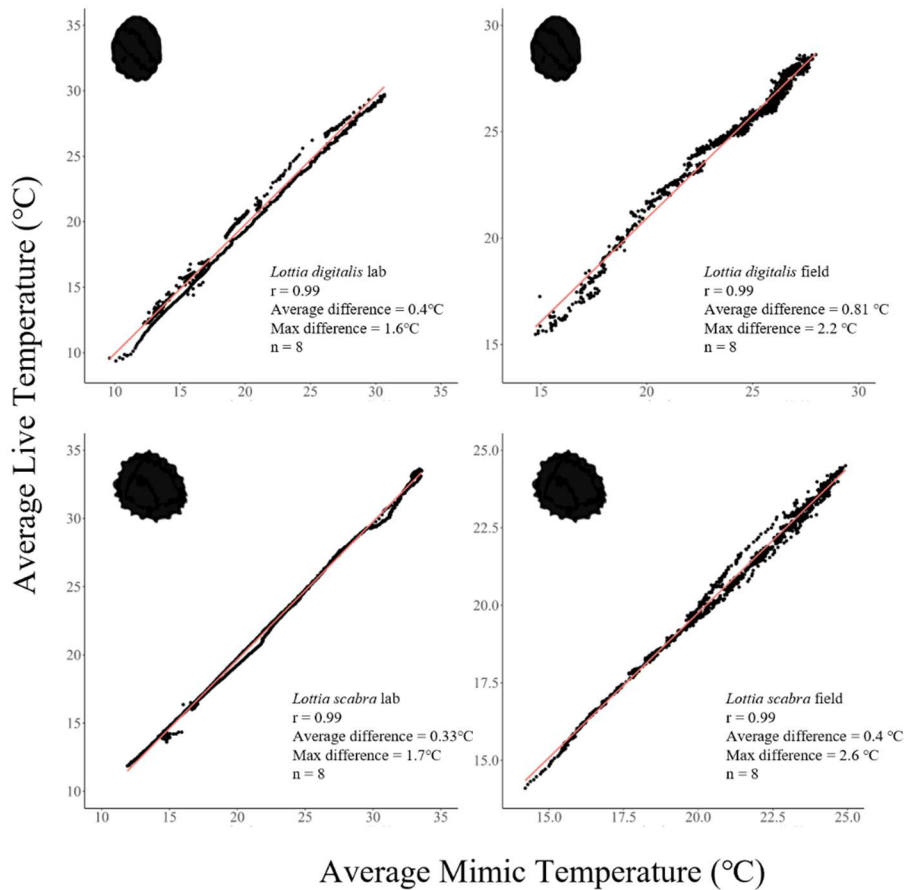 Average Live Temperature (°C)
35
30
25
20
15
10
10
15
20
25
30
35
Lottia digitalis lab
r = 0.99
Average difference = 0.4°C
Max difference = 1.6°C
n = 8
30
25
20
15
15
20
25
30
Lottia digitalis field
r = 0.99
Average difference = 0.81 °C
Max difference = 2.2 °C
n = 8
35
30
25
20
15
10
10
15
20
25
30
35
Lottia scabra lab
r = 0.99
Average difference = 0.33°C
Max difference = 1.7°C
n = 8
25.0
22.5
20.0
17.5
15.0
15.0
17.5
20.0
22.5
25.0
Lottia scabra field
r = 0.99
Average difference = 0.4 °C
Max difference = 2.6 °C
n = 8
Average Mimic Temperature (°C)